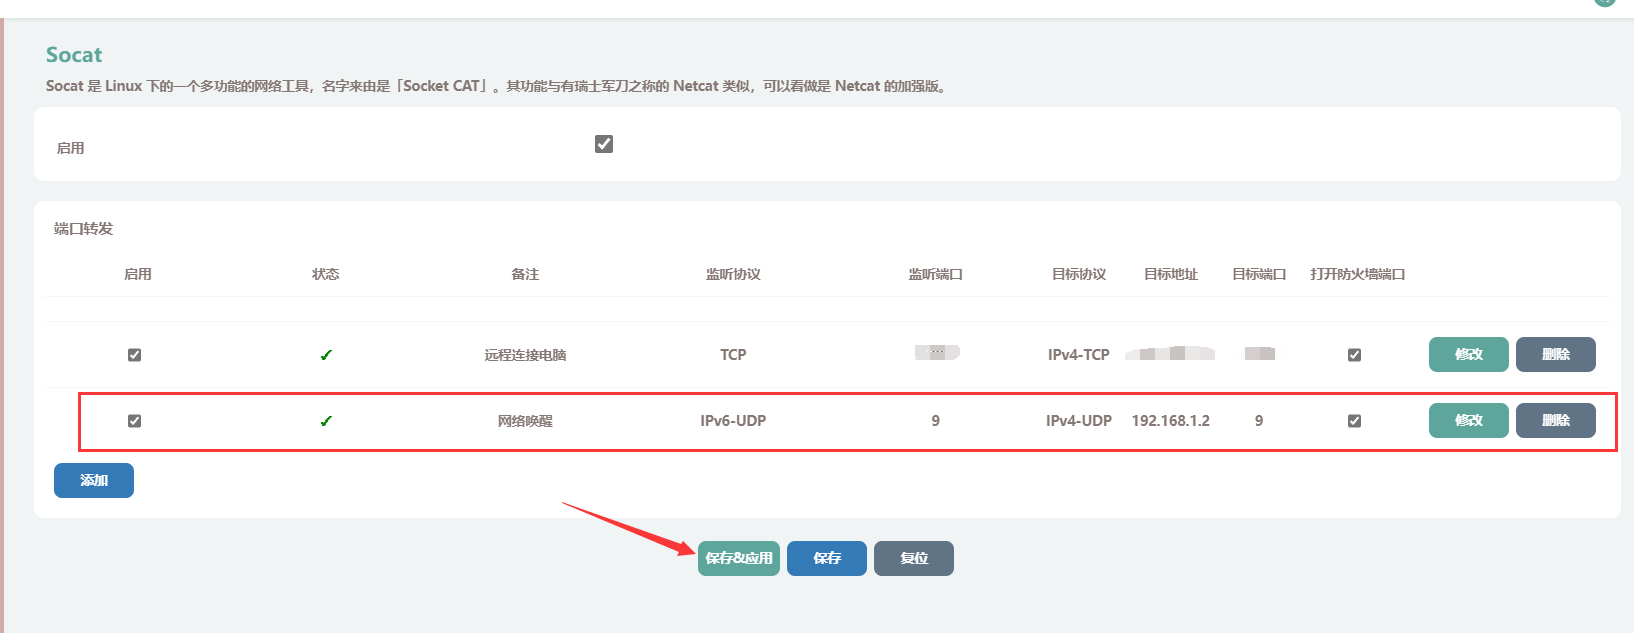 Socat
Socat 是 Linux 下的一个多功能的网络工具，名字来由是「Socket CAT」。其功能与有瑞士军刀之称的 Netcat 类似，可以看做是 Netcat 的加强版。
启用
端口转发
启用 状态 备注 监听协议 监听端口 目标协议 目标地址 目标端口 打开防火墙端口
远程连接电脑 TCP IPv4-TCP 修改 删除
网络唤醒 IPv6-UDP 9 IPv4-UDP 192.168.1.2 9 修改 删除
添加
保存&应用 保存 复位